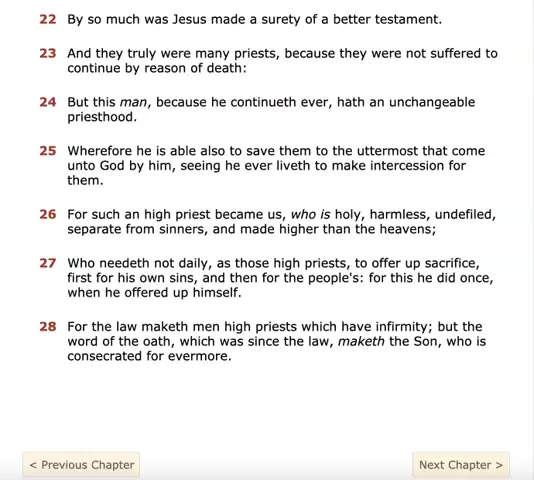 22 By so much was Jesus made a surety of a better testament.
23 And they truly were many priests, because they were not suffered to
continue by reason of death:
24 But this man, because he continueth ever, hath an unchangeable
priesthood.
25 Wherefore he is able also to save them to the uttermost that come
unto God by him, seeing he ever liveth to make intercession for
them.
26 For such an high priest became us, who is holy, harmless, undefiled,
separate from sinners, and made higher than the heavens;
27 Who needeth not daily, as those high priests, to offer up sacrifice,
first for his own sins, and then for the people's: for this he did once,
when he offered up himself.
28 For the law maketh men high priests which have infirmity; but the
word of the oath, which was since the law, maketh the Son, who is
consecrated for evermore.
< Previous Chapter
Next Chapter >